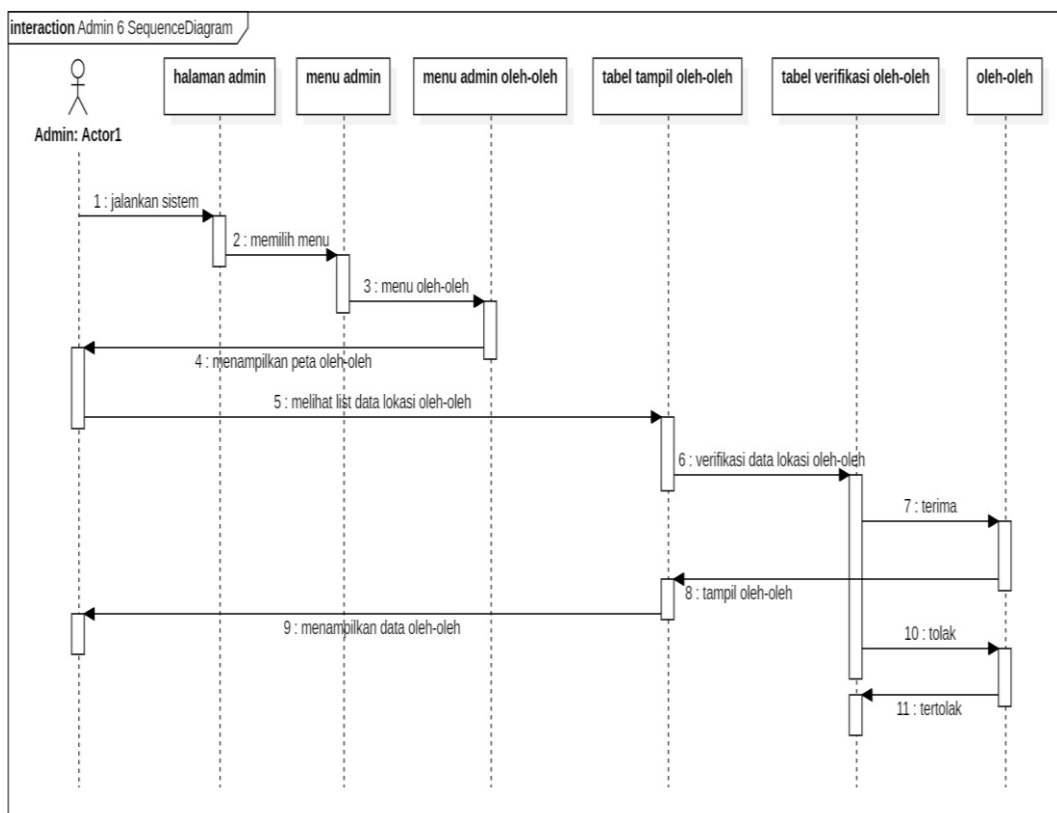 interaction Admin 6 SequenceDiagram
halaman admin
menu admin
menu admin oleh-oleh
tabel tampil oleh-oleh
tabel verifikasi oleh-oleh
oleh-oleh
Admin: Actor1
1 : jalankan sistem
2 : memilih menu
3 : menu oleh-oleh
4 : menampilkan peta oleh-oleh
5 : melihat list data lokasi oleh-oleh
6 : verifikasi data lokasi oleh-oleh
7 : terima
8 : tampil oleh-oleh
9 : menampilkan data oleh-oleh
10 : tolak
11 : tertolak